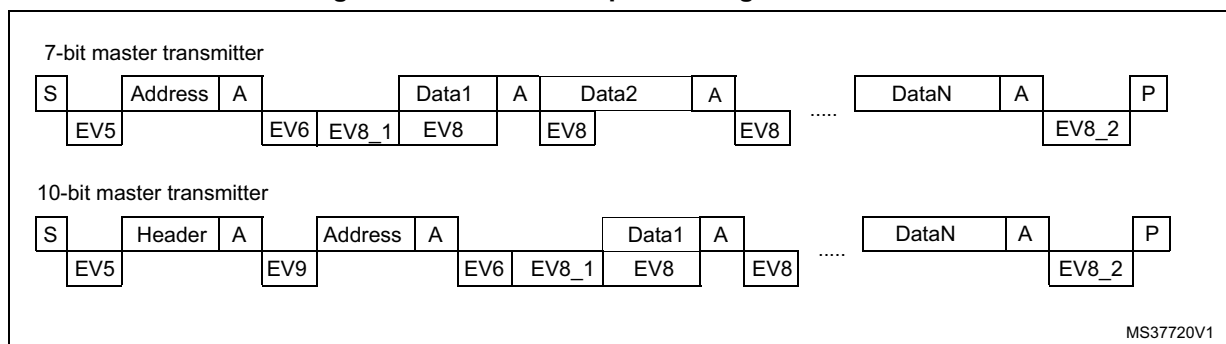 7-bit master transmitter
S Address A Data1 A Data2 A ..... DataN A P
EV5 EV6 EV8_1 EV8 EV8 EV8 EV8_2
10-bit master transmitter
S Header A Address A Data1 A ..... DataN A P
EV5 EV9 EV6 EV8_1 EV8 EV8 EV8_2
MS37720V1